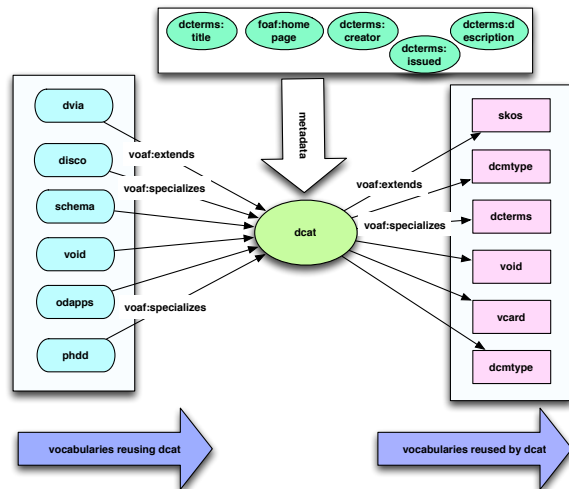 dcterms:
title
foaf:home
page
dcterms:
creator
dcterms:
issued
dcterms:d
escription
metadata
dvia
disco
schema
void
odapps
phdd
voaf:extends
voaf:specializes
voaf:specializes
dcat
voaf:extends
voaf:specializes
skos
dcmtype
dcterms
void
vcard
dcmtype
vocabularies reusing dcat
vocabularies reused by dcat